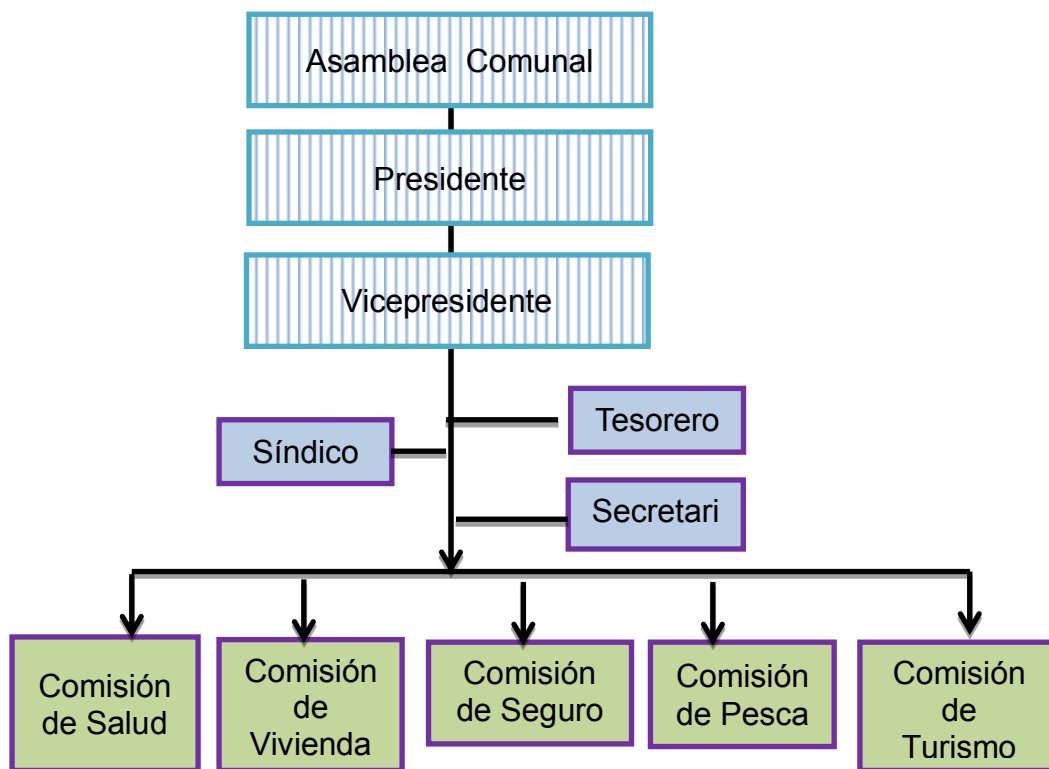 Asamblea Comunal
Presidente
Vicepresidente
Tesorero
Síndico
Secretari
Comisión
de Salud
Comisión
de
Vivienda
Comisión
de Seguro
Comisión
de Pesca
Comisión
de
Turismo